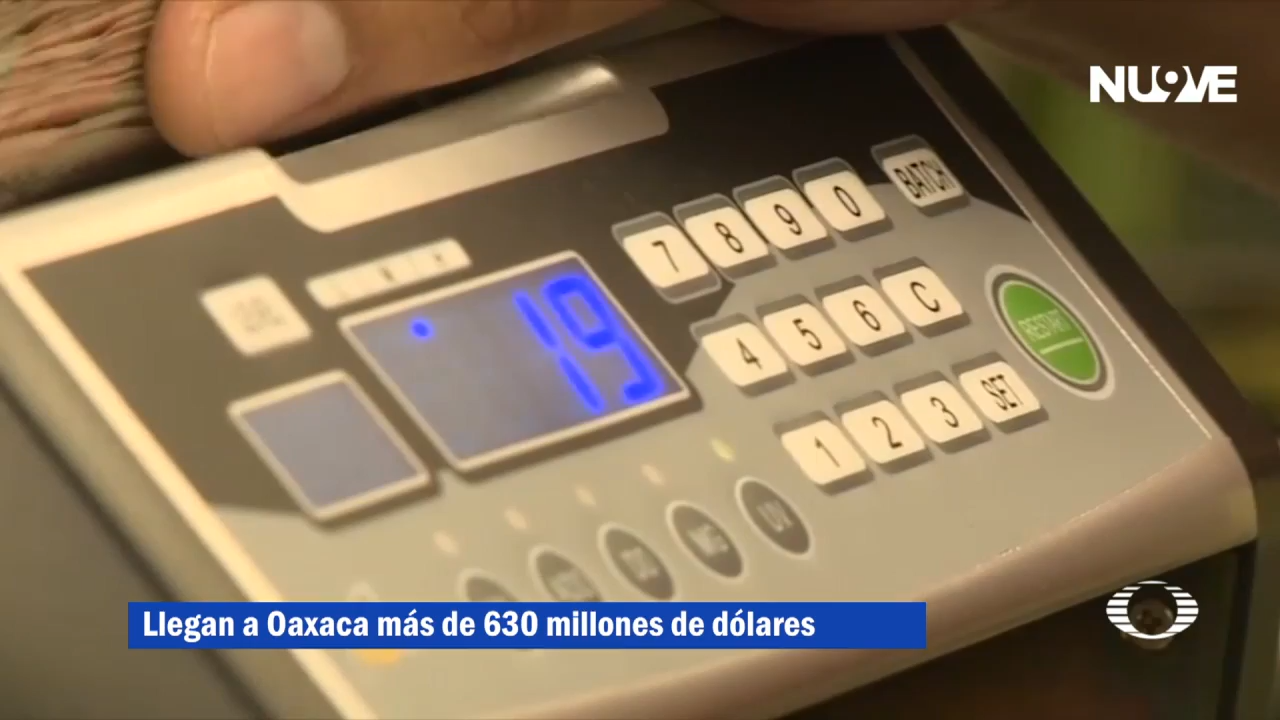 NU9VE
BATCH
7 8 9 0
4 5 6 C
RESTART
1 2 3 SET
19
UV
Llegan a Oaxaca más de 630 millones de dólares